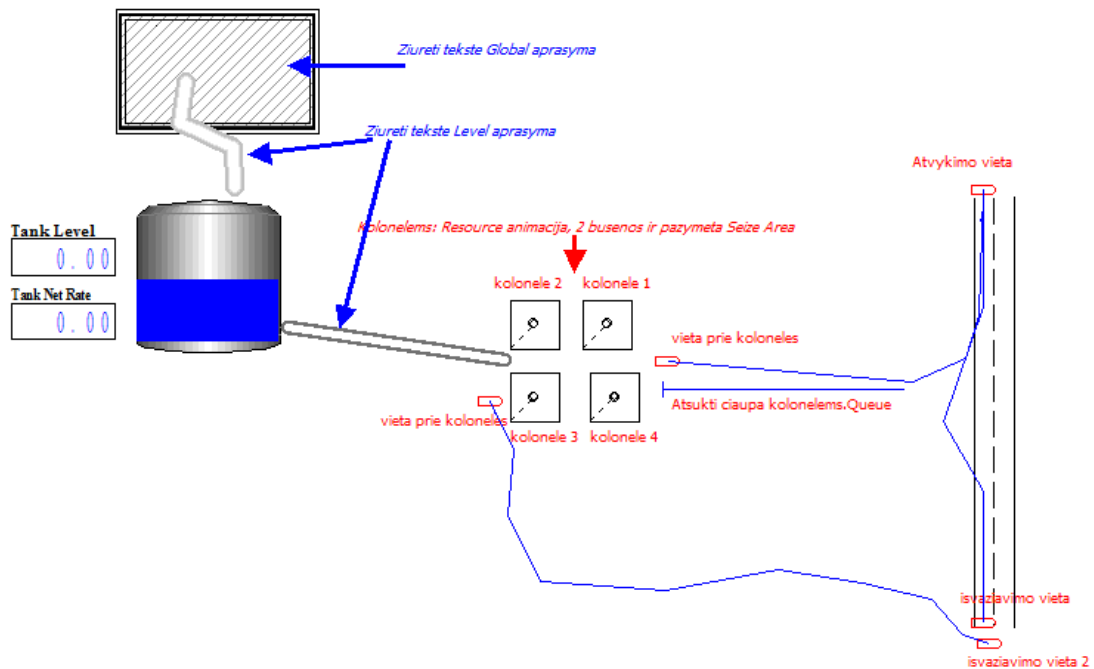 Ziureti tekste Global aprasyma
Ziureti tekste Level aprasyma
Atvykimo vieta
Tank Level
0.00
Tank Net Rate
0.00
Kolonelems: Resource animacija, 2 busenos ir pazymeta Seize Area
kolonele 2
kolonele 1
vieta prie koloneles
Atsukti ciaupa kolonelems.Queue
vieta prie koloneles
kolonele 3
kolonele 4
isvaziavimo vieta
isvaziavimo vieta 2